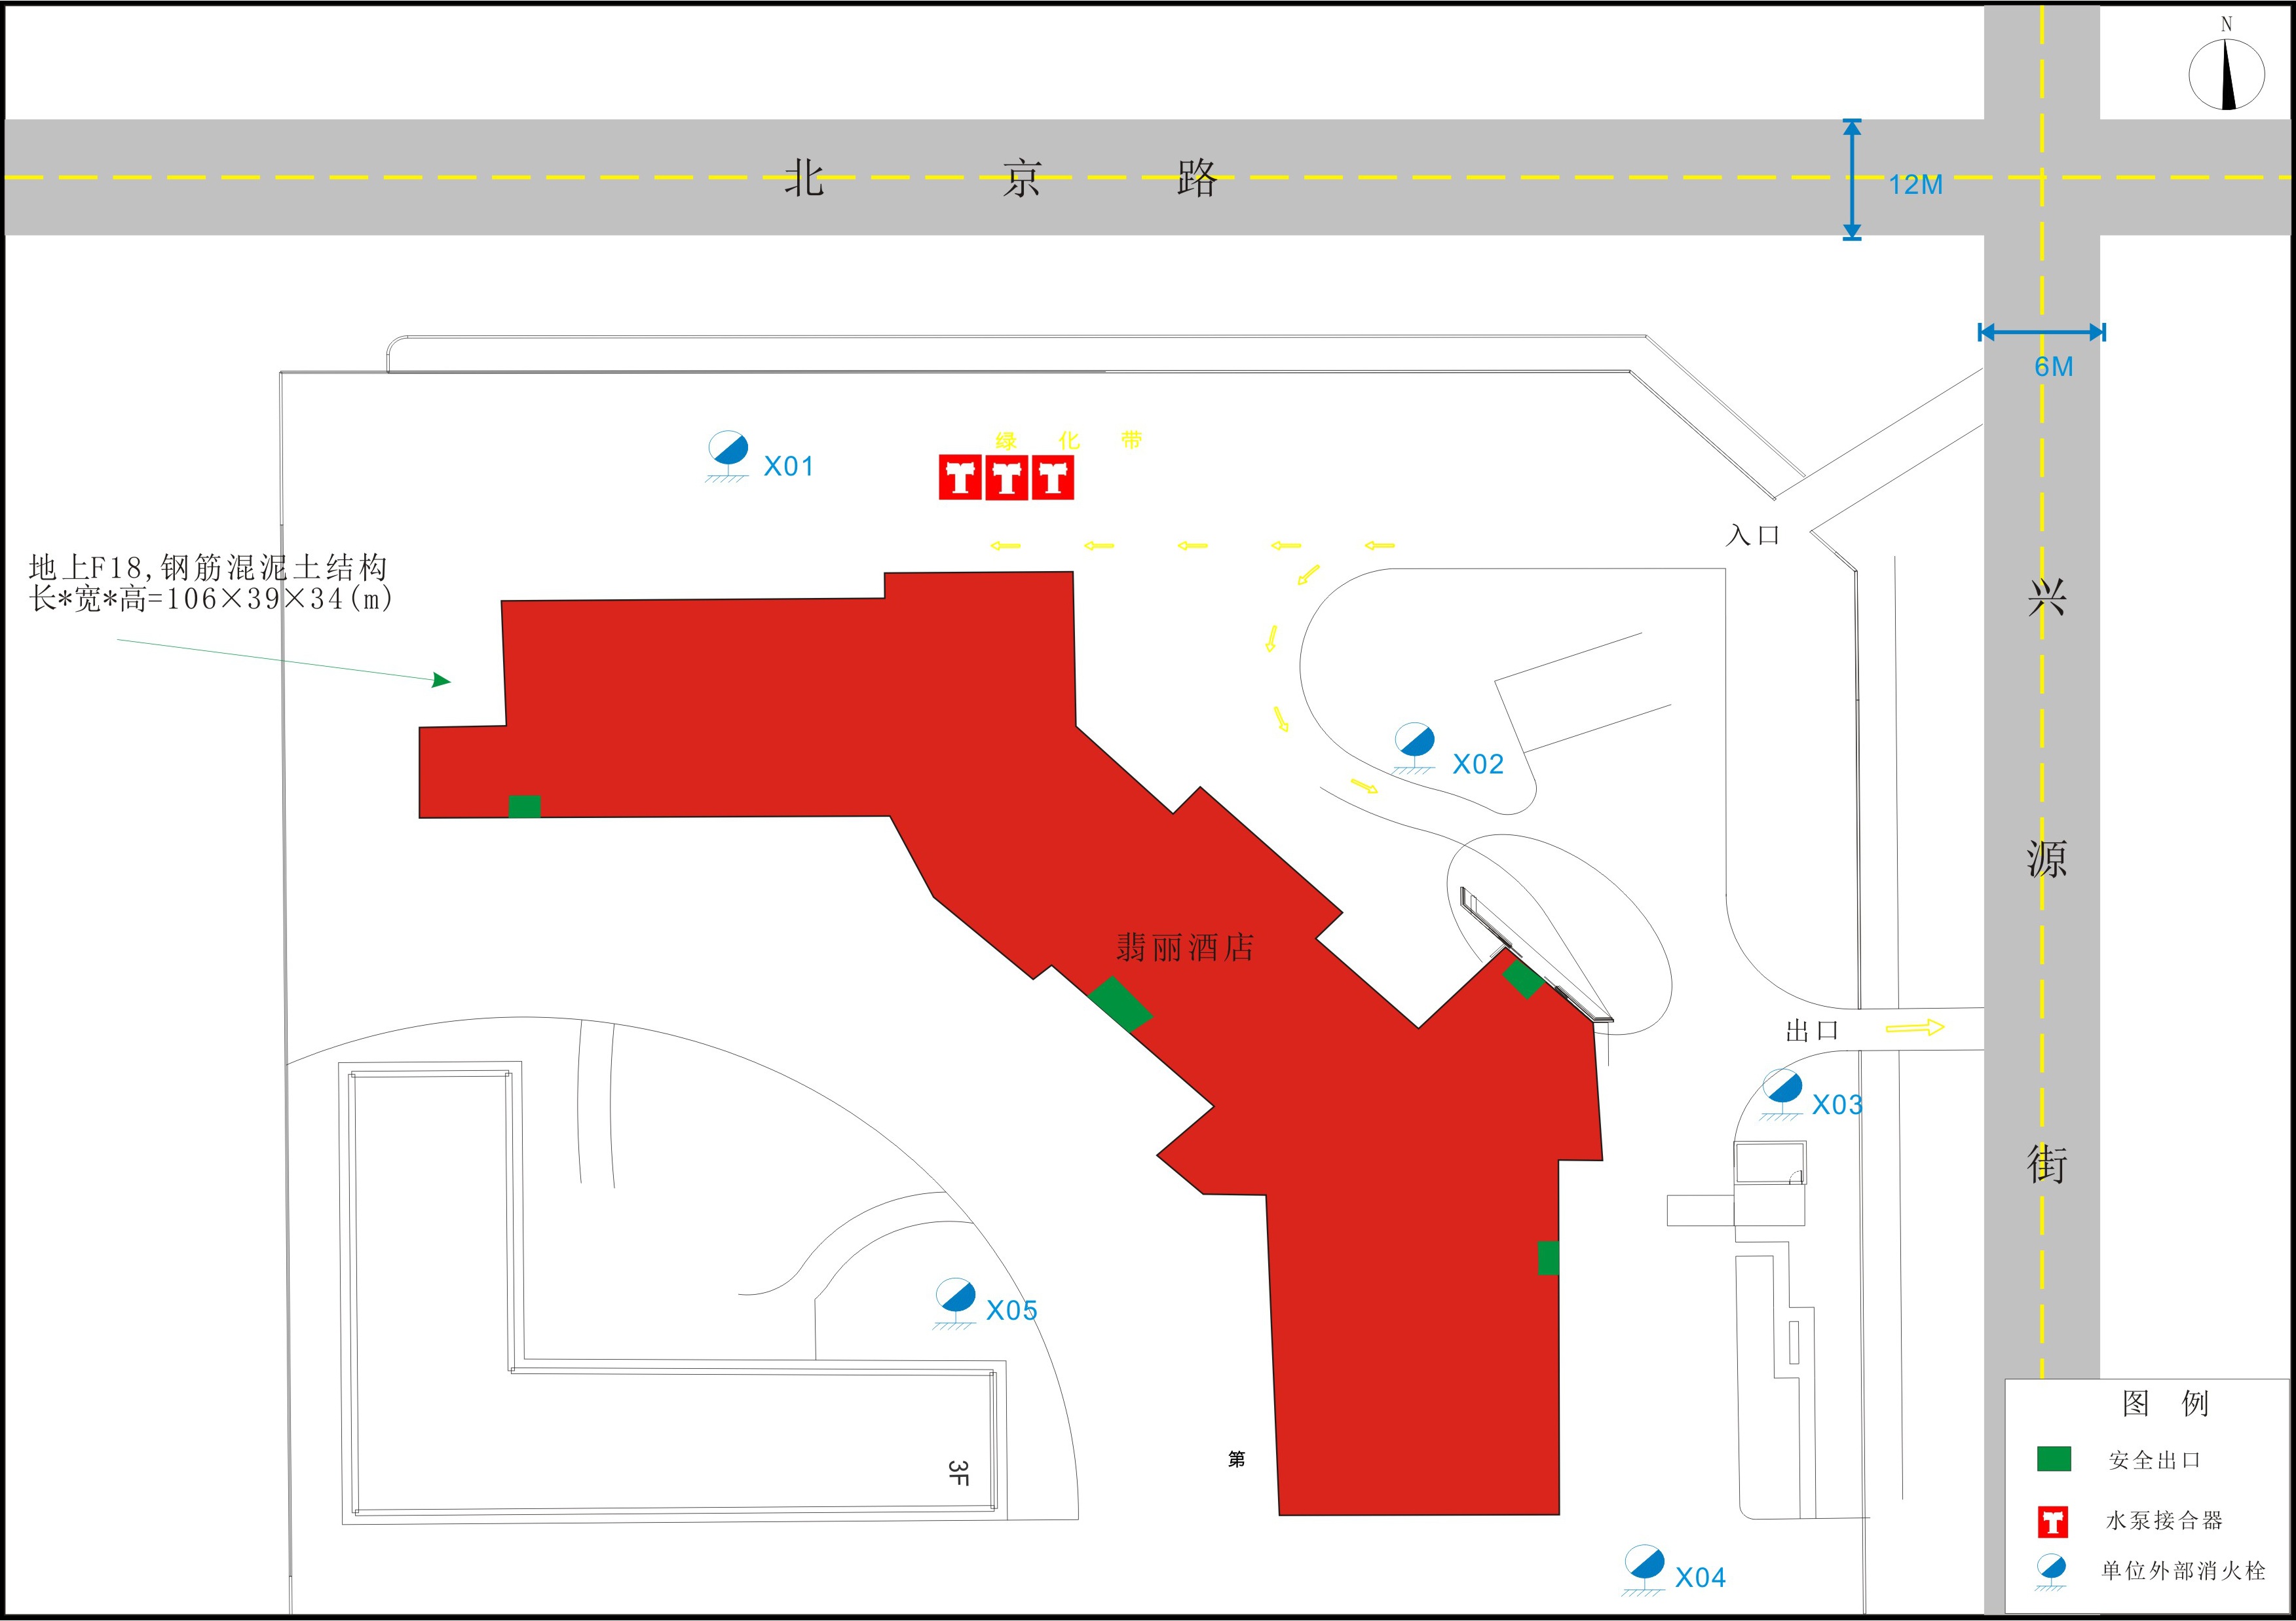 N
北京路
12M
6M
绿化带
X01
入口
地上F18,钢筋混泥土结构
长*宽*高=106×39×34(m)
兴源街
X02
翡丽酒店
出口
X03
X05
3F
第
X04
图例
安全出口
水泵接合器
单位外部消火栓